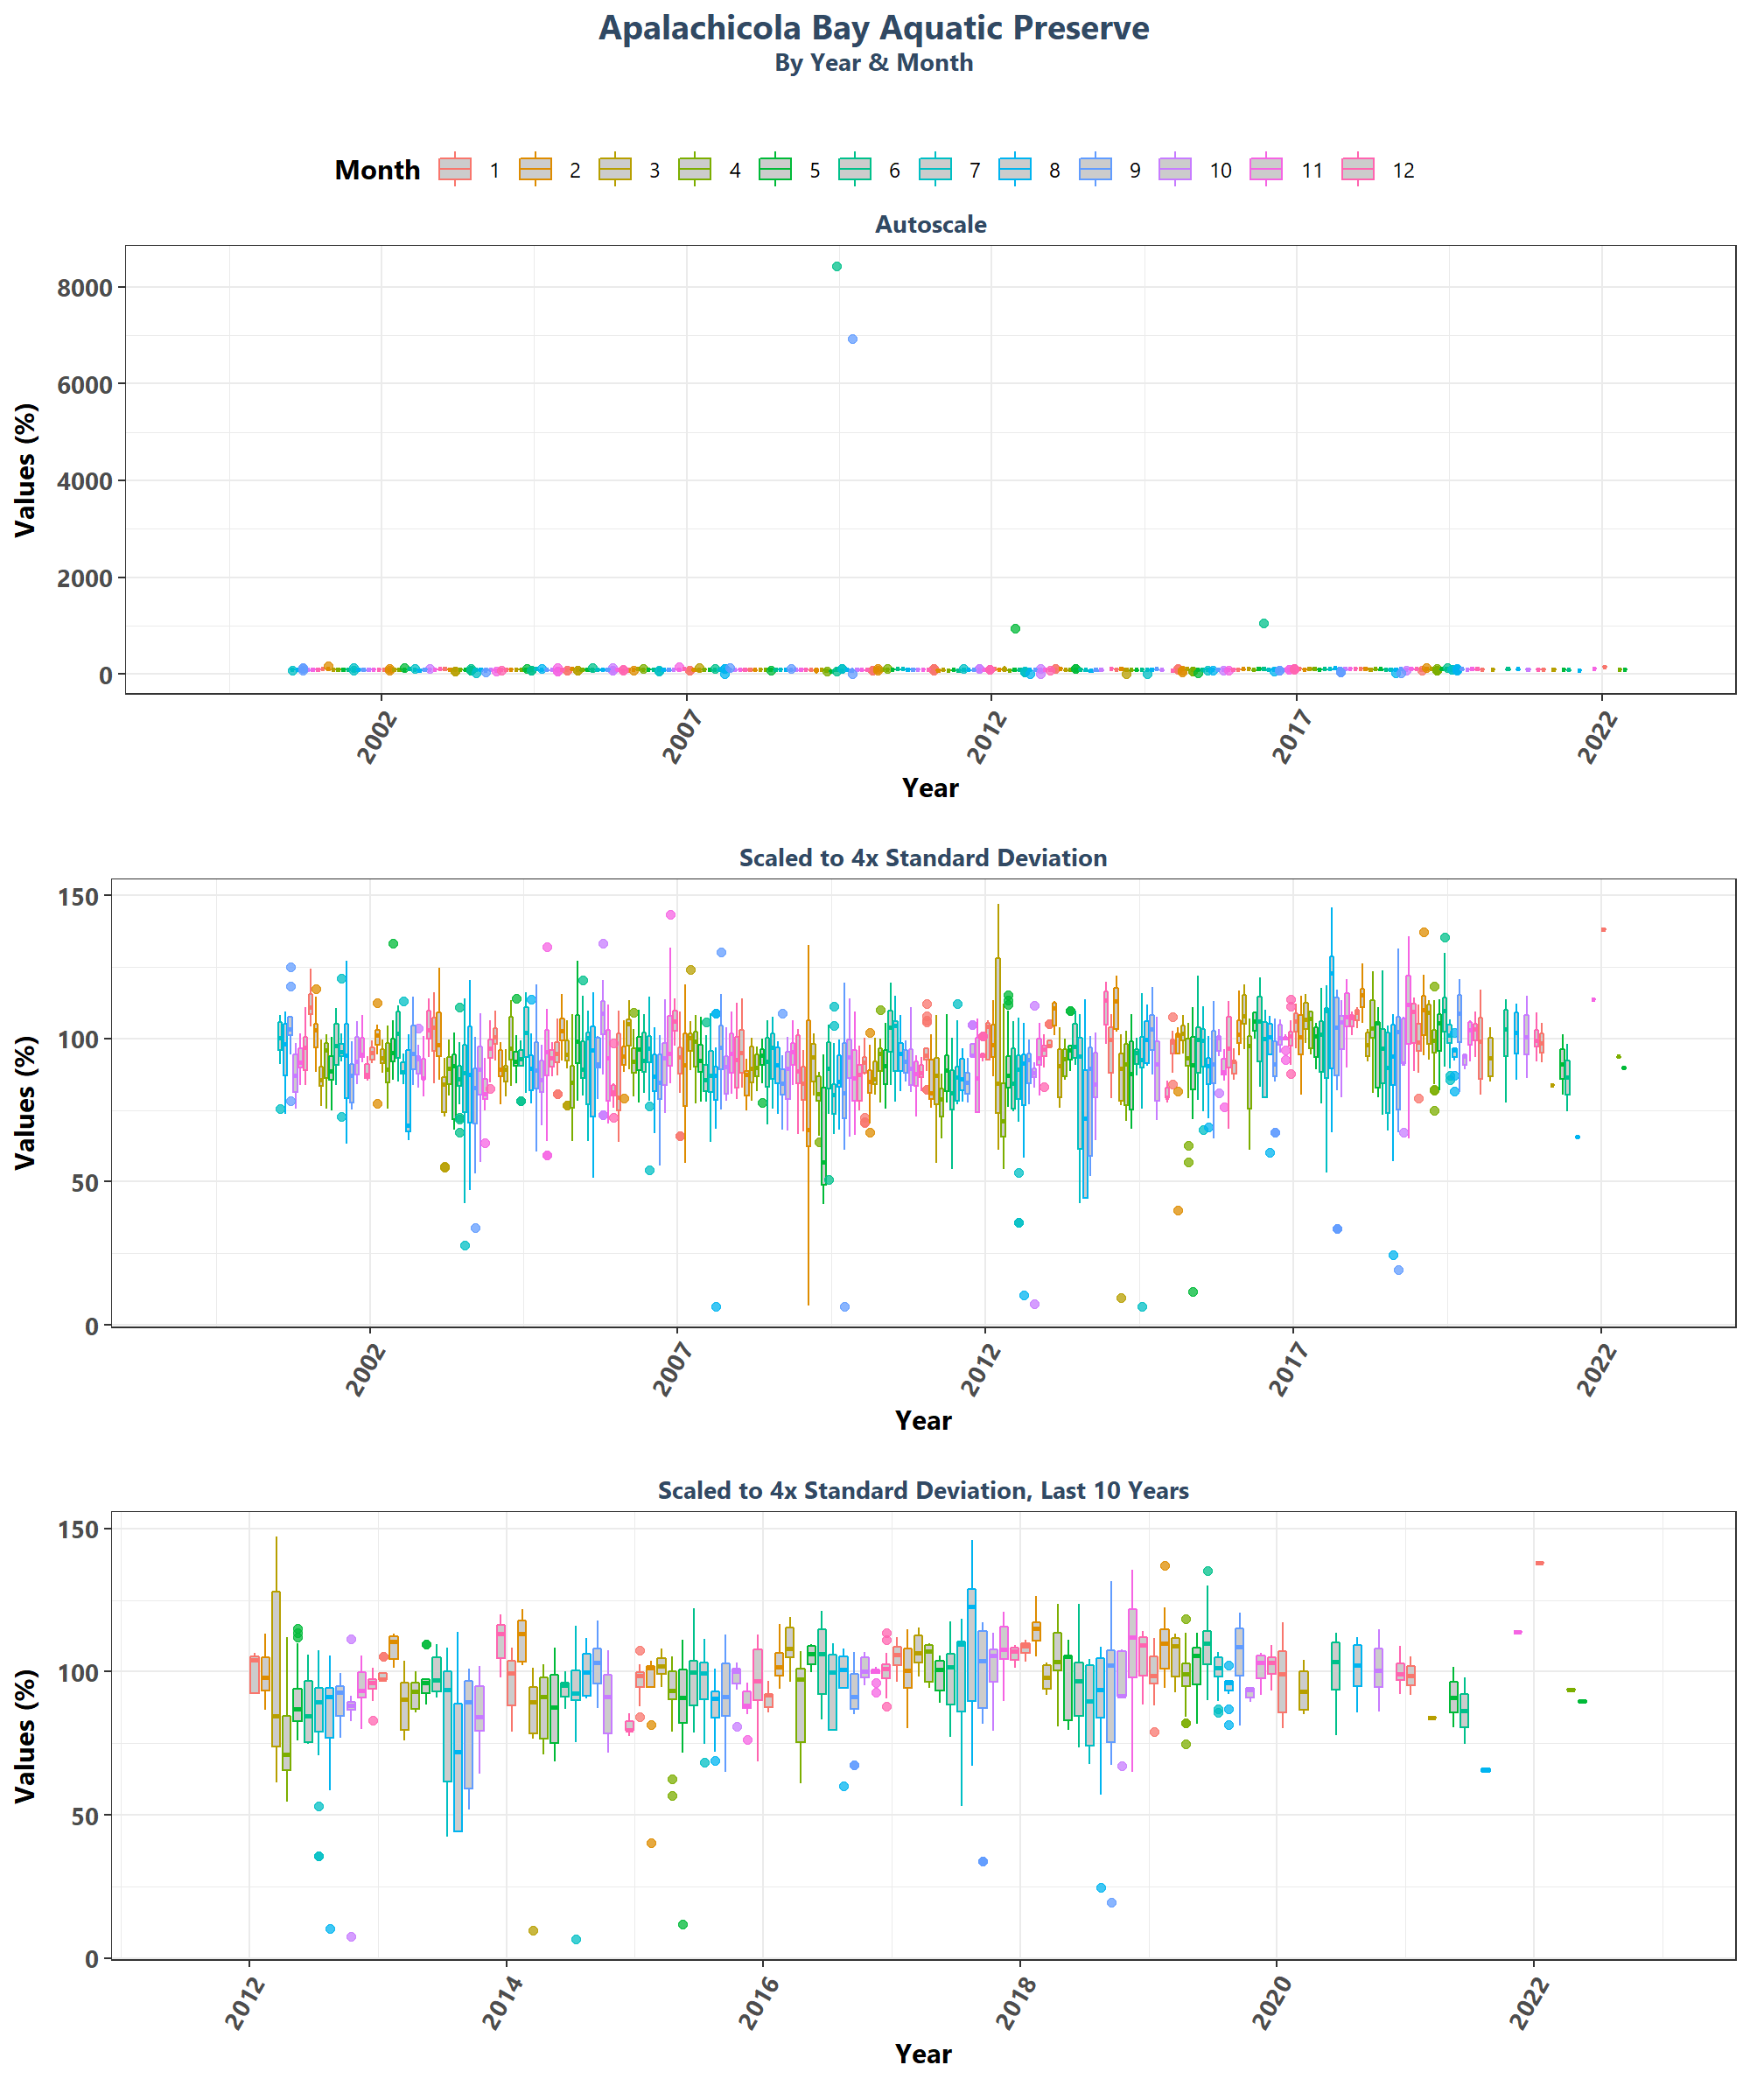 Apalachicola Bay Aquatic Preserve
By Year & Month
Month 1 2 3 4 5 6 7 8 9 10 11 12
Autoscale
Values (%)
8000
6000
4000
2000
0
2002 2007 2012 2017 2022
Year
Scaled to 4x Standard Deviation
Values (%)
150
100
50
0
2002 2007 2012 2017 2022
Year
Scaled to 4x Standard Deviation, Last 10 Years
Values (%)
150
100
50
0
2012 2014 2016 2018 2020 2022
Year